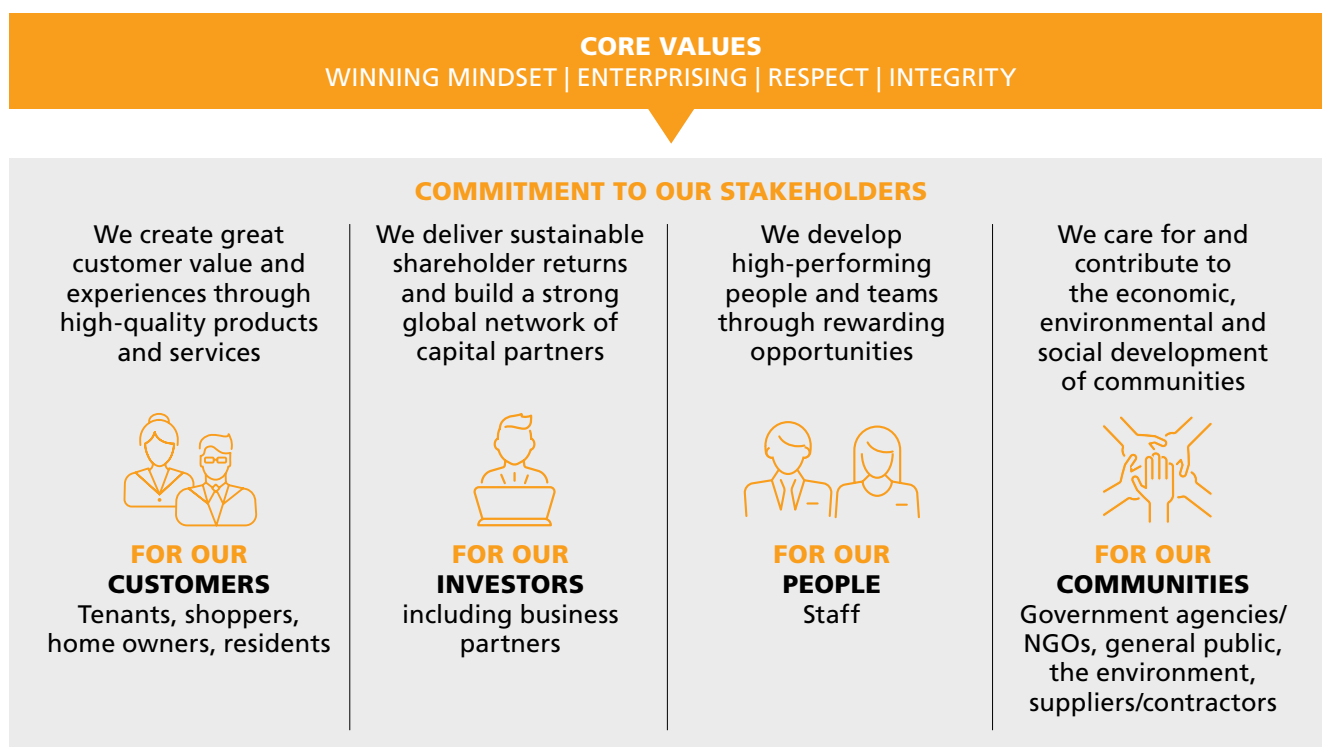 CORE VALUES
WINNING MINDSET | ENTERPRISING | RESPECT | INTEGRITY
COMMITMENT TO OUR STAKEHOLDERS
We create great
customer value and
experiences through
high-quality products
and services
FOR OUR
CUSTOMERS
Tenants, shoppers,
home owners, residents
We deliver sustainable
shareholder returns
and build a strong
global network of
capital partners
FOR OUR
INVESTORS
including business
partners
We develop
high-performing
people and teams
through rewarding
opportunities
FOR OUR
PEOPLE
Staff
We care for and
contribute to
the economic,
environmental and
social development
of communities
FOR OUR
COMMUNITIES
Government agencies/
NGOs, general public,
the environment,
suppliers/contractors